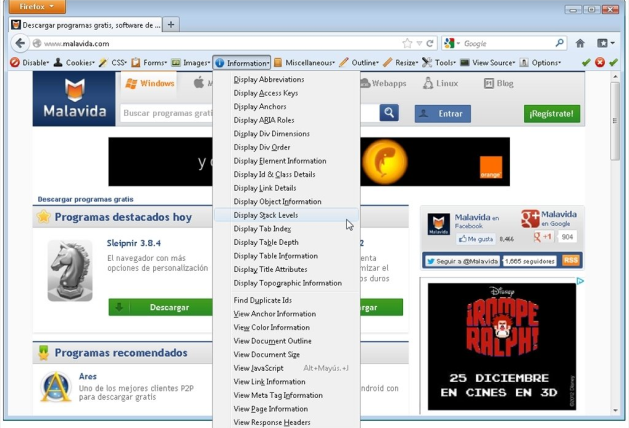 Firefox
Descargar programas gratis, software de ...
www.malavida.com
Google
Disable Cookies CSS Forms Images Information Miscellaneous Outline Resize Tools View Source Options
Malavida
Windows
Webapps
Linux
Blog
Buscar programas grati
Entrar
¡Regístrate!
orange
Descargar programas gratis
Programas destacados hoy
Sleipnir 3.8.4
El navegador con más
opciones de personalización
Descargar
Programas recomendados
Ares
Uno de los mejores clientes P2P
para descargar gratis
Display Abbreviations
Display Access Keys
Display Anchors
Display ARIA Roles
Display Div Dimensions
Display Div Order
Display Element Information
Display Id & Class Details
Display Link Details
Display Object Information
Display Stack Levels
Display Tab Index
Display Table Depth
Display Table Information
Display Title Attributes
Display Topographic Information
Find Duplicate Ids
View Anchor Information
View Color Information
View Document Outline
View Document Size
View JavaScript Alt+Mayús.+J
View Link Information
View Meta Tag Information
View Page Information
View Response Headers
Malavida en
Facebook
Me gusta 8,466
Malavida
en Google
+1 904
Seguir a @Malavida
1,665 seguidores
RSS
Disney
¡ROMPE
RALPH!
25 DICIEMBRE
EN CINES EN 3D